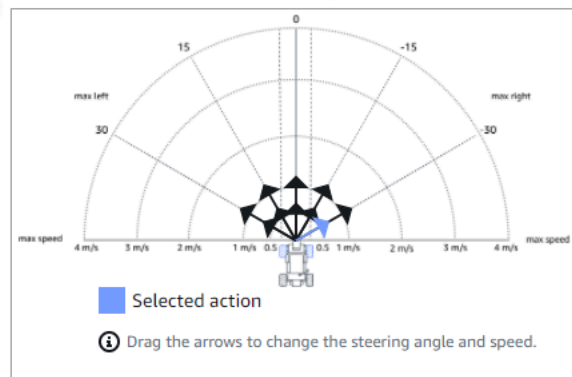 0
15
-15
max left
max right
30
-30
max speed
4 m/s
3 m/s
2 m/s
1 m/s
0.5
0.5
1 m/s
2 m/s
3 m/s
4 m/s
max speed
Selected action
Drag the arrows to change the steering angle and speed.